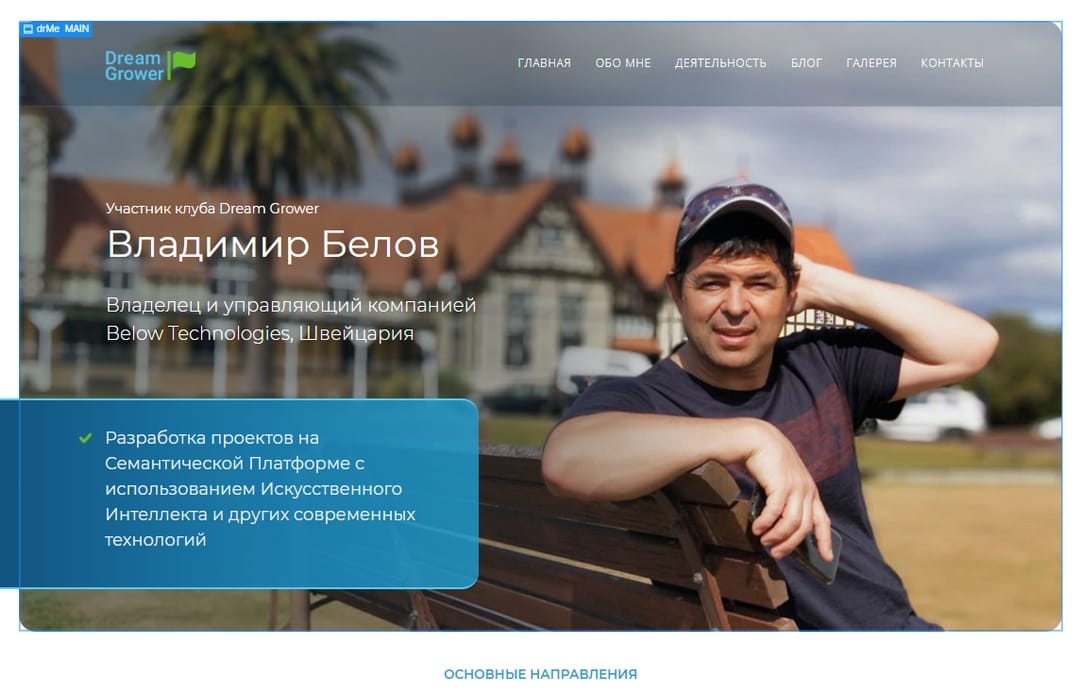 drMe MAIN
Dream
Grower
ГЛАВНАЯ ОБО МНЕ ДЕЯТЕЛЬНОСТЬ БЛОГ ГАЛЕРЕЯ КОНТАКТЫ
Участник клуба Dream Grower
Владимир Белов
Владелец и управляющий компанией
Below Technologies, Швейцария
Разработка проектов на
Семантической Платформе с
использованием Искусственного
Интеллекта и других современных
технологий
ОСНОВНЫЕ НАПРАВЛЕНИЯ